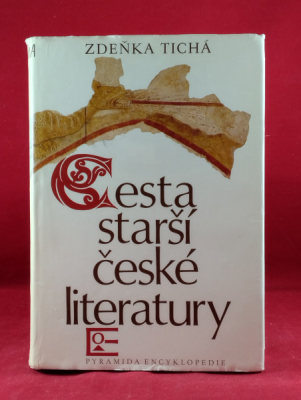 ZDEŇKA TICHÁ
Cesta
starší
české
literatury
PYRAMIDA ENCYKLOPEDIE